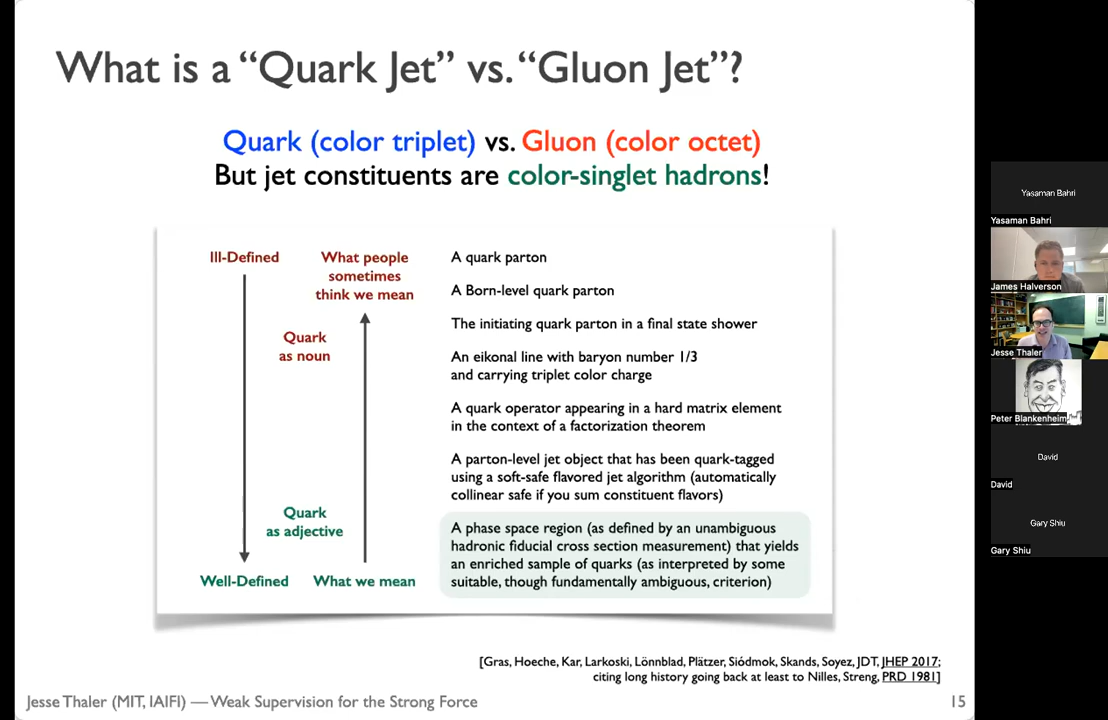 What is a “Quark Jet” vs. “Gluon Jet”?
Quark (color triplet) vs. Gluon (color octet)
But jet constituents are color-singlet hadrons!
Ill-Defined
What people
sometimes
think we mean
Quark
as noun
Quark
as adjective
Well-Defined
What we mean
A quark parton
A Born-level quark parton
The initiating quark parton in a final state shower
An eikonal line with baryon number 1/3
and carrying triplet color charge
A quark operator appearing in a hard matrix element
in the context of a factorization theorem
A parton-level jet object that has been quark-tagged
using a soft-safe flavored jet algorithm (automatically
collinear safe if you sum constituent flavors)
A phase space region (as defined by an unambiguous
hadronic fiducial cross section measurement) that yields
an enriched sample of quarks (as interpreted by some
suitable, though fundamentally ambiguous, criterion)
[Gras, Hoeche, Kar, Larkoski, Lönnblad, Plätzer, Siódmok, Skands, Soyez, JDT, JHEP 2017;
citing long history going back at least to Nilles, Streng, PRD 1981]
Jesse Thaler (MIT, IAIFI) — Weak Supervision for the Strong Force
15
Yasaman Bahri
Yasaman Bahri
James Halverson
Jesse Thaler
Peter Blankenheim
David
David
Gary Shiu
Gary Shiu